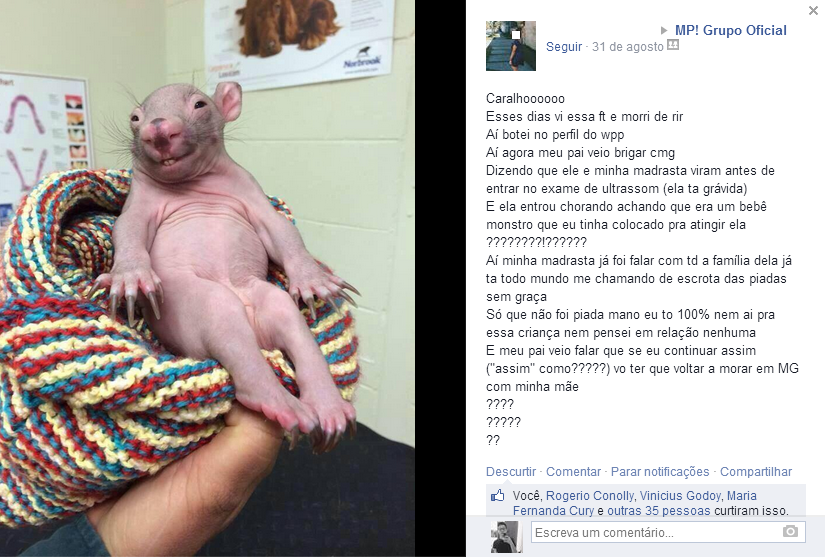 Norbrook
MP! Grupo Oficial
Seguir · 31 de agosto
Caralhoooooo
Esses dias vi essa ft e morri de rir
Aí botei no perfil do wpp
Aí agora meu pai veio brigar cmg
Dizendo que ele e minha madrasta viram antes de
entrar no exame de ultrassom (ela ta grávida)
E ela entrou chorando achando que era um bebê
monstro que eu tinha colocado pra atingir ela
????????!??????
Aí minha madrasta já foi falar com td a família dela já
ta todo mundo me chamando de escrota das piadas
sem graça
Só que não foi piada mano eu to 100% nem ai pra
essa criança nem pensei em relação nenhuma
E meu pai veio falar que se eu continuar assim
("assim" como?????) vo ter que voltar a morar em MG
com minha mãe
????
?????
??
Descurtir · Comentar · Parar notificações · Compartilhar
Você, Rogerio Conolly, Vinicius Godoy, Maria
Fernanda Cury e outras 35 pessoas curtiram isso.
Escreva um comentário...